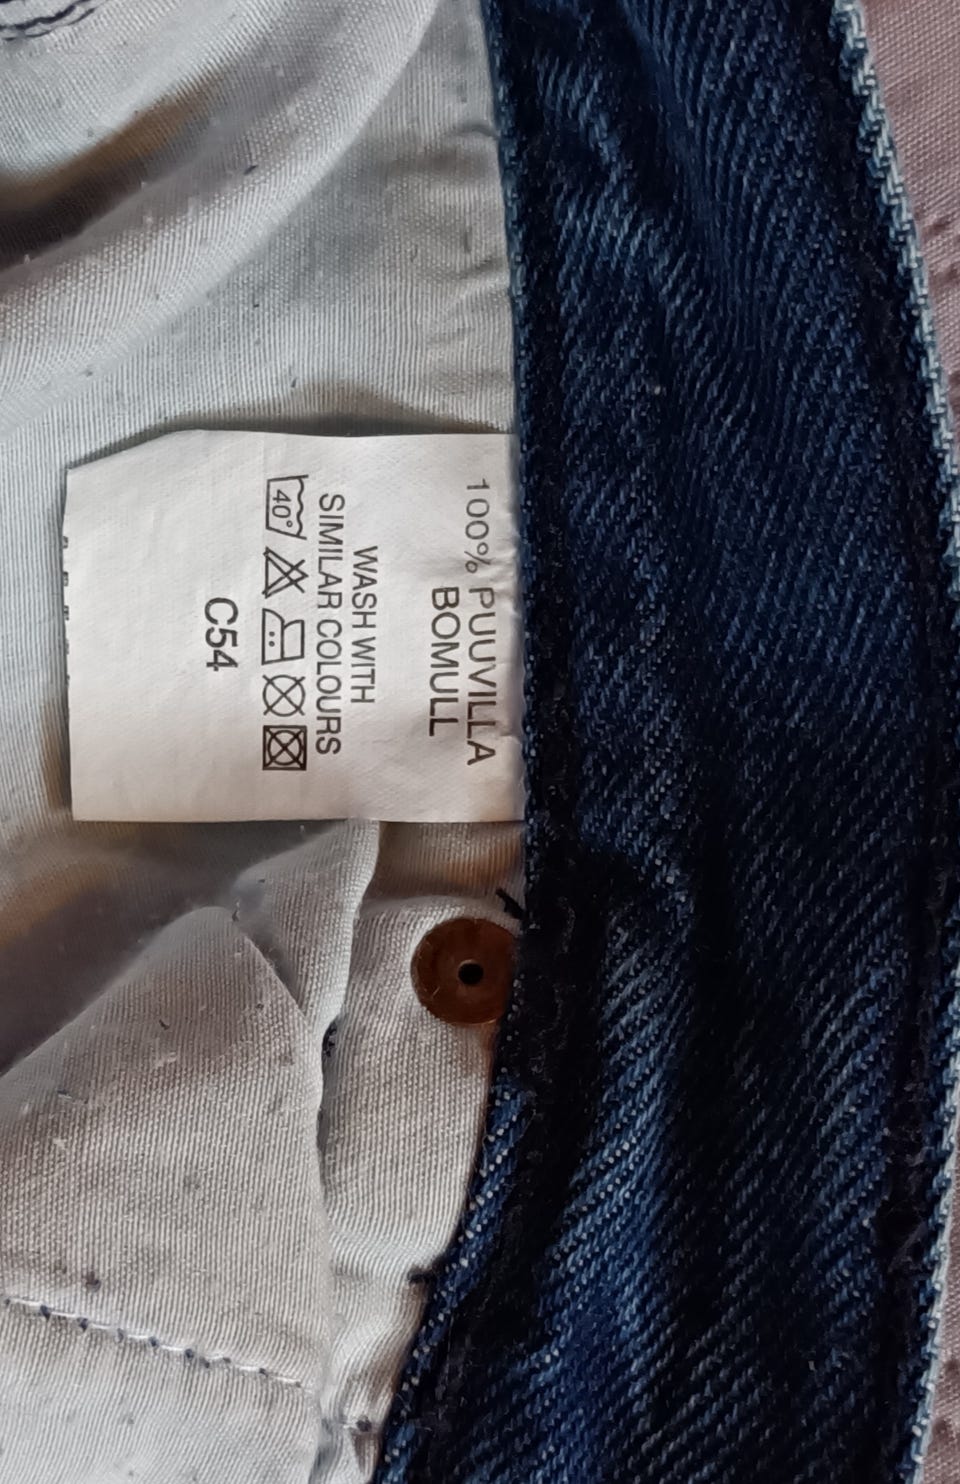 100% PUUVILLA
BOMULL
WASH WITH
SIMILAR COLOURS
40°
C54